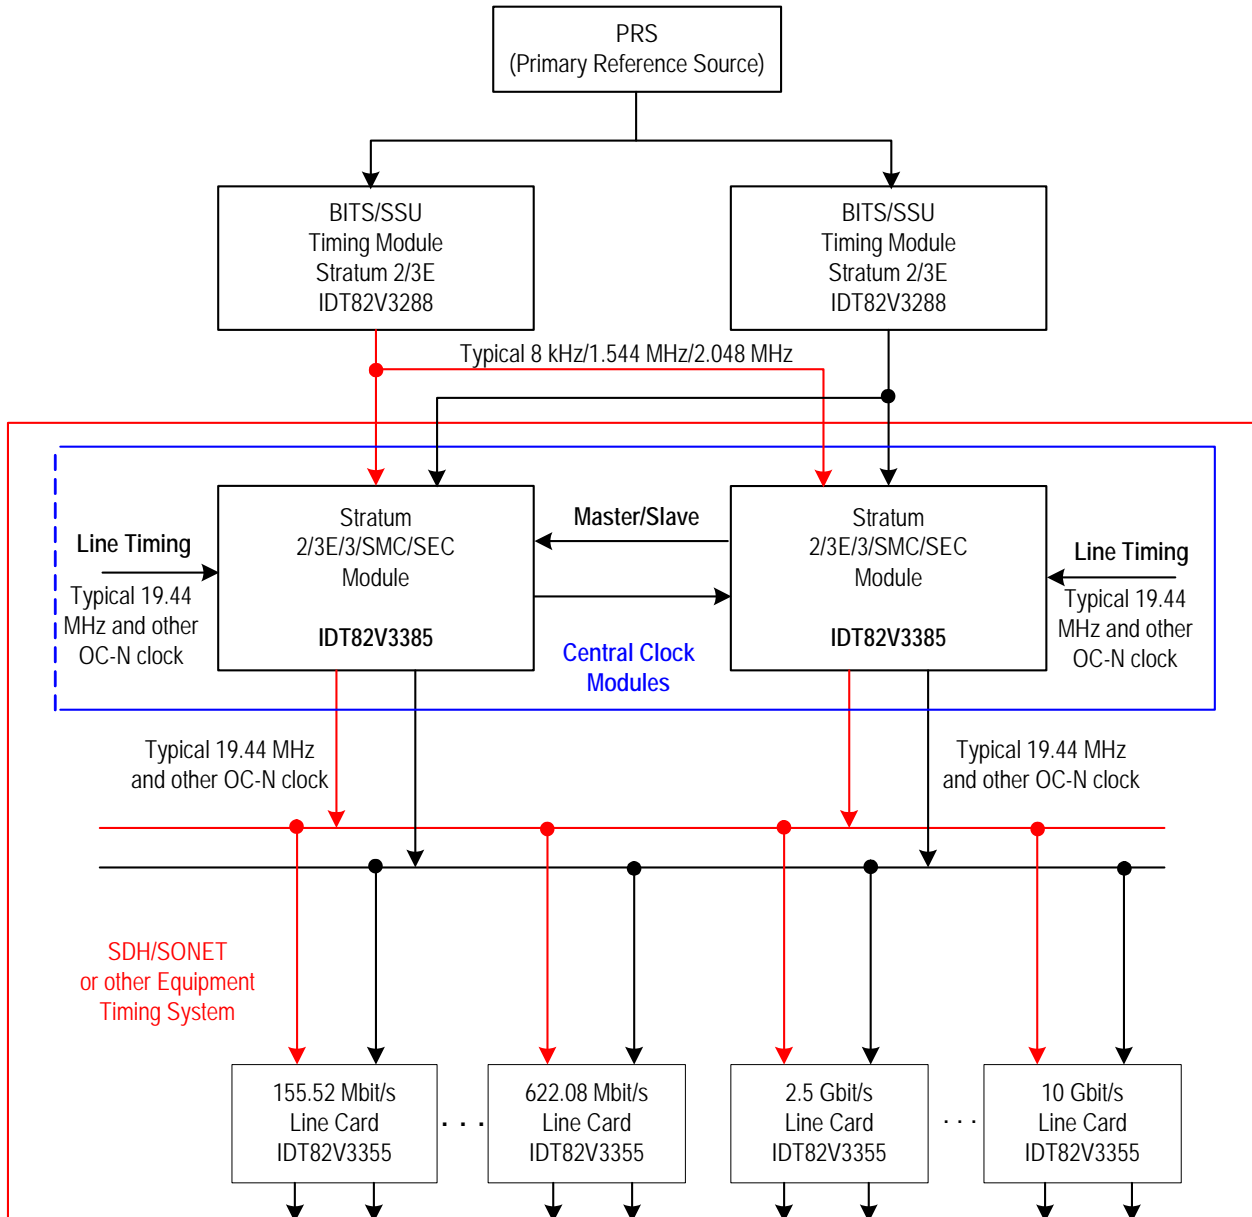 PRS
(Primary Reference Source)
BITS/SSU
Timing Module
Stratum 2/3E
IDT82V3288
BITS/SSU
Timing Module
Stratum 2/3E
IDT82V3288
Typical 8 kHz/1.544 MHz/2.048 MHz
Line Timing
Typical 19.44
MHz and other
OC-N clock
Stratum
2/3E/3/SMC/SEC
Module
IDT82V3385
Master/Slave
Central Clock
Modules
Stratum
2/3E/3/SMC/SEC
Module
IDT82V3385
Line Timing
Typical 19.44
MHz and other
OC-N clock
Typical 19.44 MHz
and other OC-N clock
Typical 19.44 MHz
and other OC-N clock
SDH/SONET
or other Equipment
Timing System
155.52 Mbit/s
Line Card
IDT82V3355
. . .
622.08 Mbit/s
Line Card
IDT82V3355
2.5 Gbit/s
Line Card
IDT82V3355
. . .
10 Gbit/s
Line Card
IDT82V3355